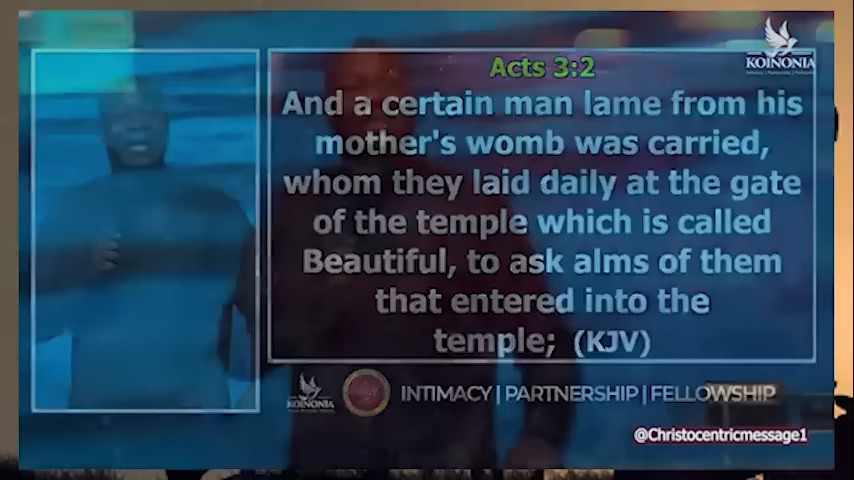 KOINONIA
Acts 3:2
And a certain man lame from his
mother's womb was carried,
whom they laid daily at the gate
of the temple which is called
Beautiful, to ask alms of them
that entered into the
temple; (KJV)
KOINONIA
INTIMACY | PARTNERSHIP | FELLOWSHIP
@Christocentricmessage1